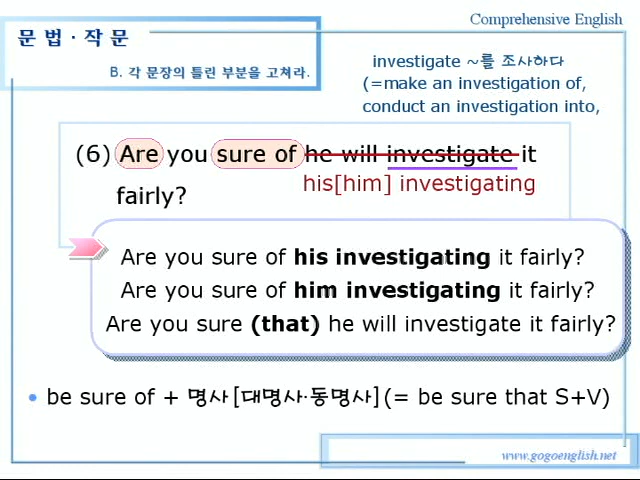 Comprehensive English
문 법 · 작 문
B. 각 문장의 틀린 부분을 고쳐라.
investigate ~를 조사하다
(=make an investigation of,
conduct an investigation into,
(6) Are you sure of he will investigate it
his[him] investigating
fairly?
Are you sure of his investigating it fairly?
Are you sure of him investigating it fairly?
Are you sure (that) he will investigate it fairly?
• be sure of + 명사[대명사·동명사](= be sure that S+V)
www.gogoenglish.net